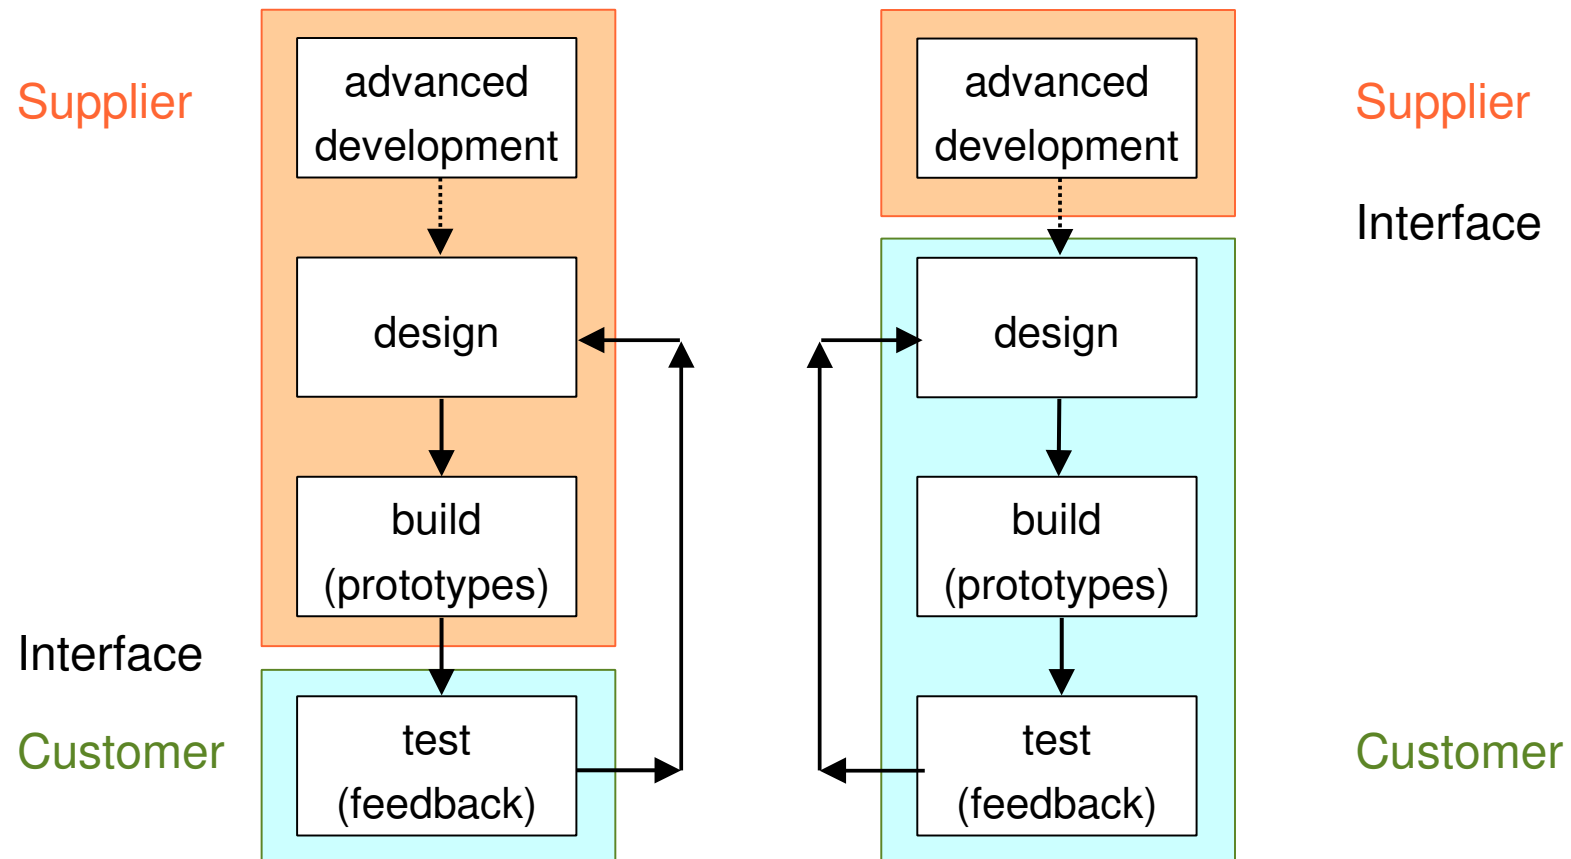 Supplier
advanced
development
design
build
(prototypes)
Interface
Customer
test
(feedback)
advanced
development
Supplier
Interface
design
build
(prototypes)
test
(feedback)
Customer